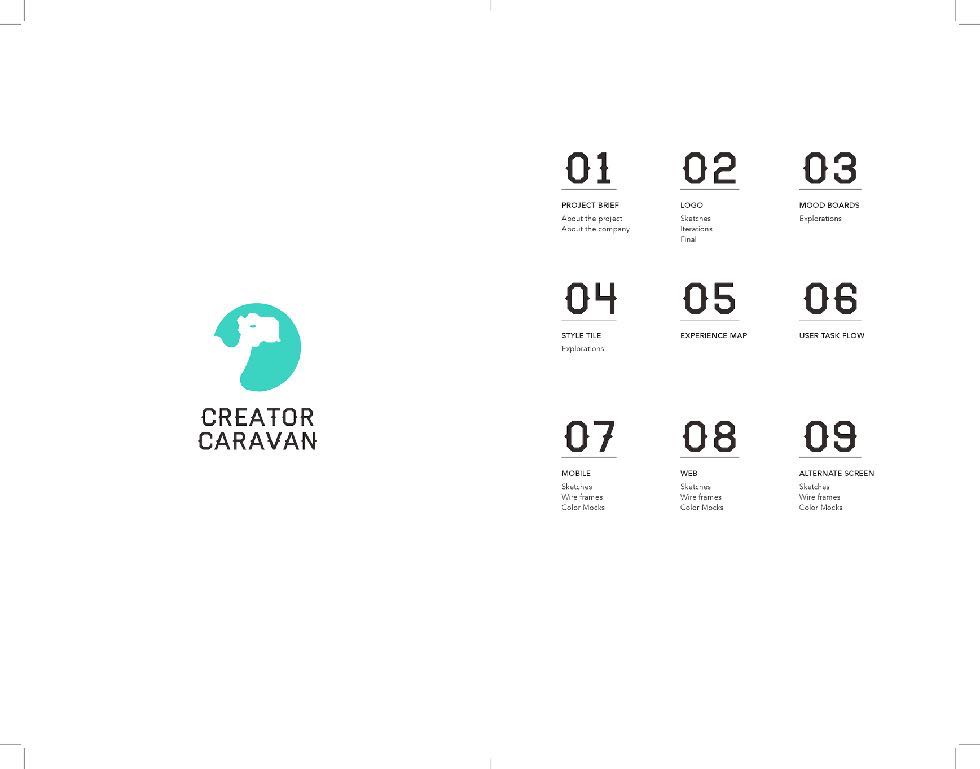 CREATOR
CARAVAN
01
PROJECT BRIEF
About the project
About the company
02
LOGO
Sketches
Iterations
Final
03
MOOD BOARDS
Explorations
04
STYLE TILE
Explorations
05
EXPERIENCE MAP
06
USER TASK FLOW
07
MOBILE
Sketches
Wire frames
Color Mocks
08
WEB
Sketches
Wire frames
Color Mocks
09
ALTERNATE SCREEN
Sketches
Wire frames
Color Mocks